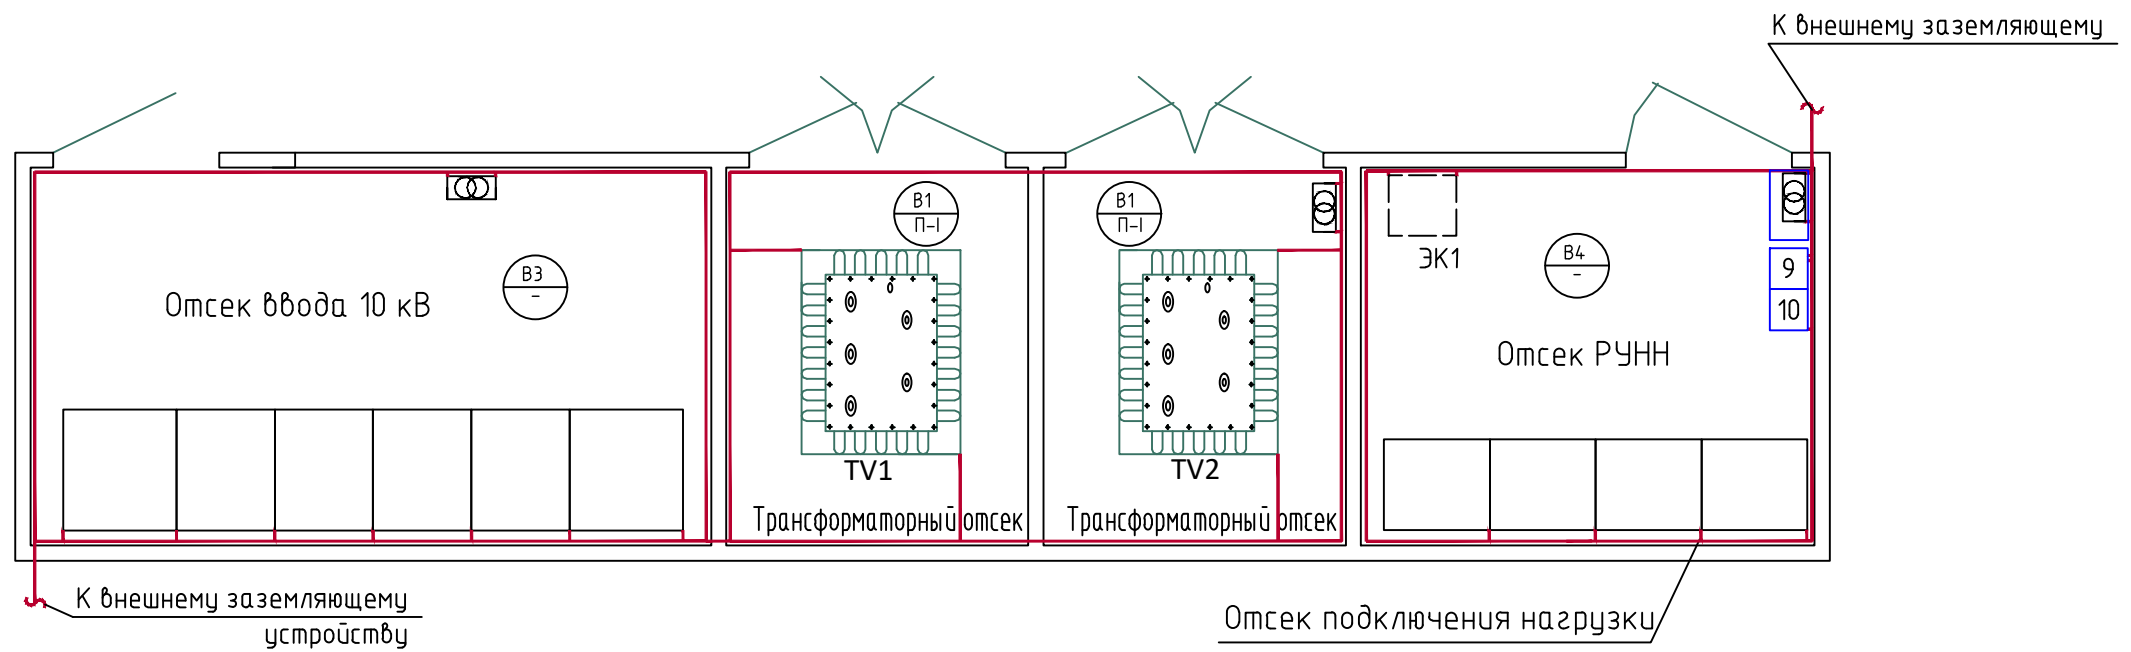 К внешнему заземляющему
В1
П-I
В1
П-I
В3
-
В4
-
ЭК1
9
10
Отсек ввода 10 кВ
Отсек РУНН
TV1
TV2
Трансформаторный отсек
Трансформаторный отсек
К внешнему заземляющему
устройству
Отсек подключения нагрузки